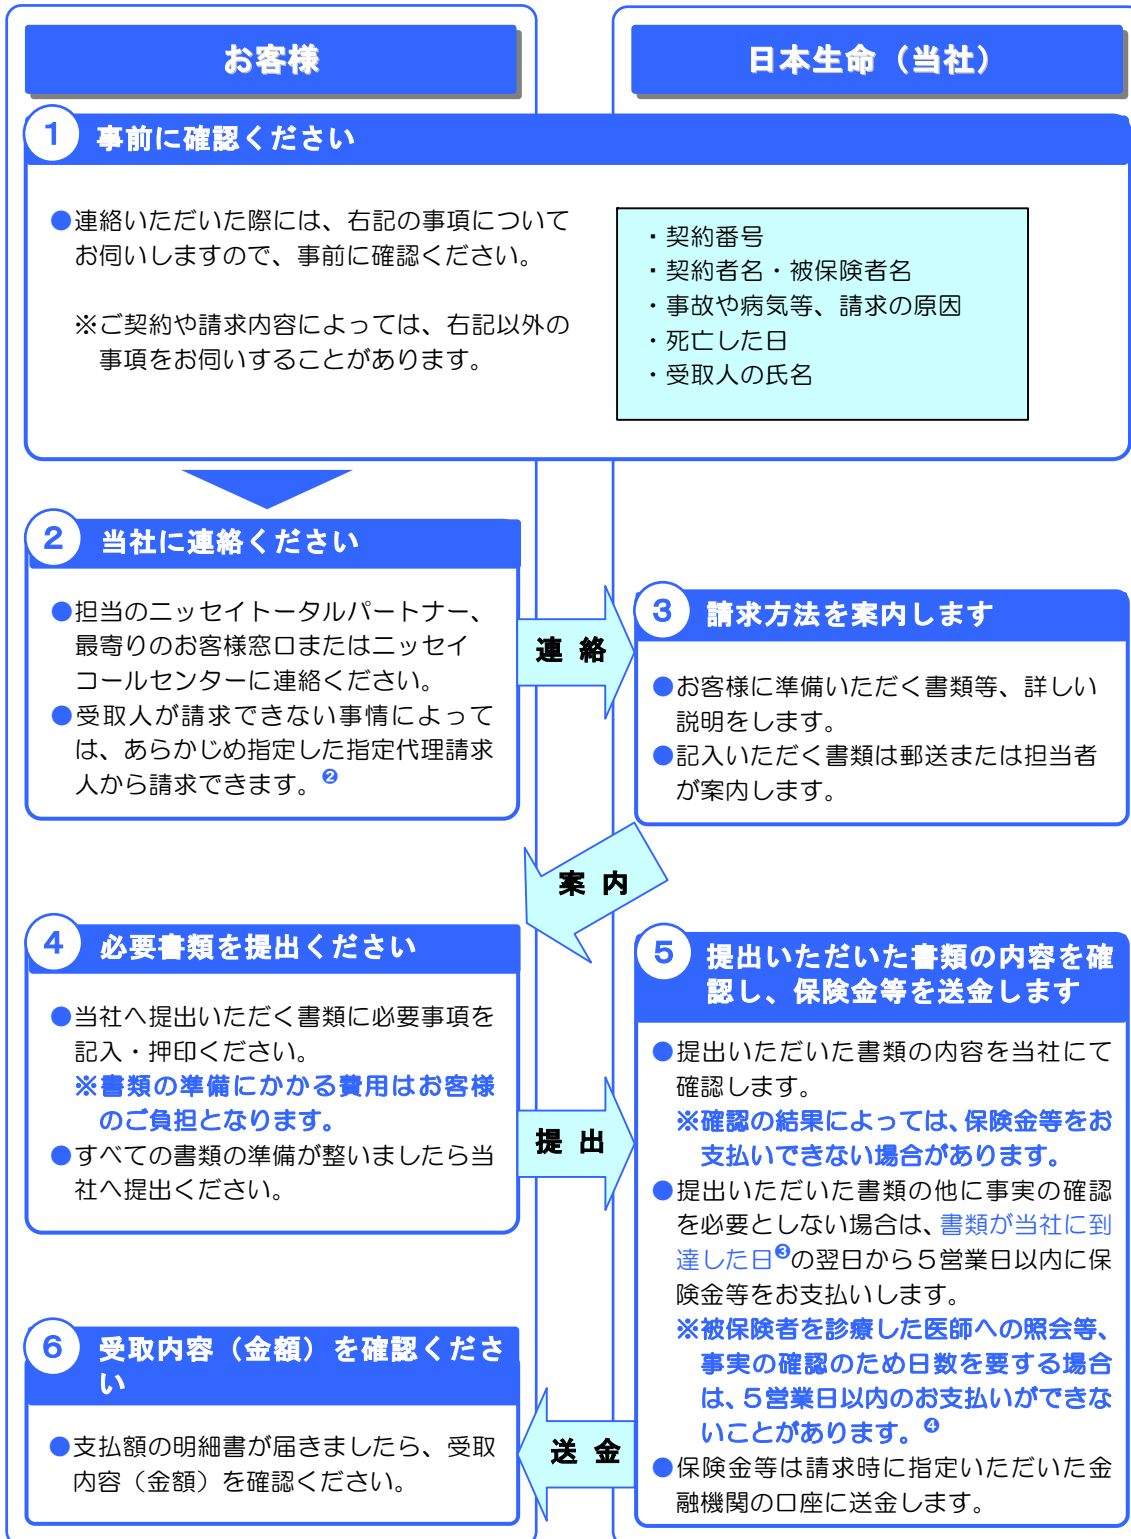 お客様
日本生命（当社）
1 事前に確認ください
●連絡いただいた際には、右記の事項について
お伺いしますので、事前に確認ください。
※ご契約や請求内容によっては、右記以外の
事項をお伺いすることがあります。
・契約番号
・契約者名・被保険者名
・事故や病気等、請求の原因
・死亡した日
・受取人の氏名
2 当社に連絡ください
●担当のニッセイトータルパートナー、
最寄りのお客様窓口またはニッセイ
コールセンターに連絡ください。
●受取人が請求できない事情によって
は、あらかじめ指定した指定代理請求
人から請求できます。❷
連 絡
3 請求方法を案内します
●お客様に準備いただく書類等、詳しい
説明をします。
●記入いただく書類は郵送または担当者
が案内します。
案 内
4 必要書類を提出ください
●当社へ提出いただく書類に必要事項を
記入・押印ください。
※書類の準備にかかる費用はお客様
のご負担となります。
●すべての書類の準備が整いましたら当
社へ提出ください。
提 出
5 提出いただいた書類の内容を確
認し、保険金等を送金します
●提出いただいた書類の内容を当社にて
確認します。
※確認の結果によっては、保険金等をお
支払いできない場合があります。
●提出いただいた書類の他に事実の確認
を必要としない場合は、書類が当社に到
達した日❸の翌日から５営業日以内に保
険金等をお支払いします。
※被保険者を診療した医師への照会等、
事実の確認のため日数を要する場合
は、５営業日以内のお支払いができな
いことがあります。❹
●保険金等は請求時に指定いただいた金
融機関の口座に送金します。
送 金
6 受取内容（金額）を確認くださ
い
●支払額の明細書が届きましたら、受取
内容（金額）を確認ください。